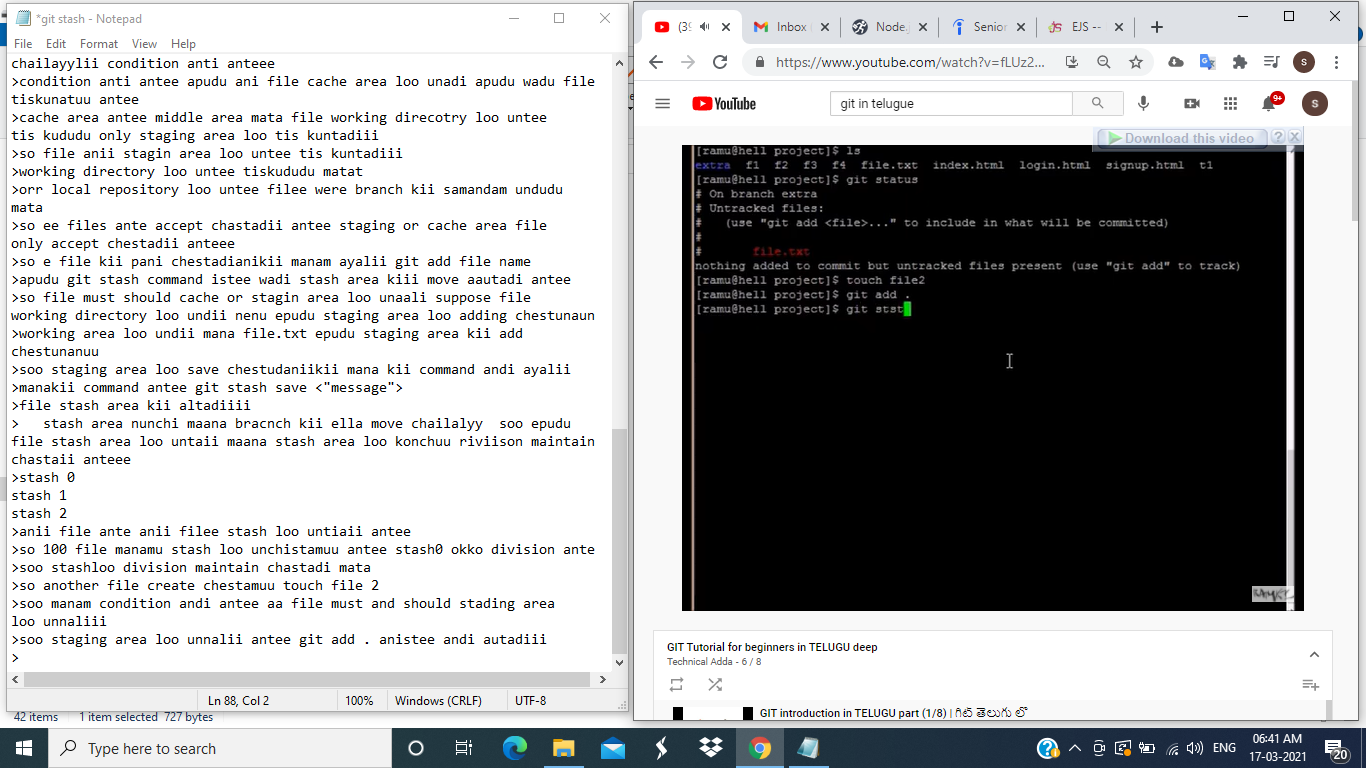 *git stash - Notepad
File Edit Format View Help
chailayylii condition anti anteee
>condition anti antee apudu ani file cache area loo unadi apudu wadu file
tiskunatuu antee
>cache area antee middle area mata file working direcotry loo untee
tis kududu only staging area loo tis kuntadiii
>so file anii stagin area loo untee tis kuntadiii
>working directory loo untee tiskududu matat
>orr local repository loo untee filee were branch kii samandam undudu
mata
>so ee files ante accept chastadii antee staging or cache area file
only accept chestadii anteee
>so e file kii pani chestadianikii manam ayalii git add file name
>apudu git stash command istee wadi stash area kiii move aautadi antee
>so file must should cache or stagin area loo unaali suppose file
working directory loo undii nenu epudu staging area loo adding chestunaun
>working area loo undii mana file.txt epudu staging area kii add
chestunanuu
>soo staging area loo save chestudaniikii mana kii command andi ayalii
>manakii command antee git stash save <"message">
>file stash area kii altadiiii
>   stash area nunchi maana bracnch kii ella move chailalyy  soo epudu
file stash area loo untaii maana stash area loo konchuu riviison maintain
chastaii anteee
>stash 0
stash 1
stash 2
>anii file ante anii filee stash loo untiaii antee
>so 100 file manamu stash loo unchistamuu antee stash0 okko division ante
>soo stashloo division maintain chastadi mata
>so another file create chestamuu touch file 2
>soo manam condition andi antee aa file must and should stading area
loo unnaliii
>soo staging area loo unnalii antee git add . anistee andi autadiii
>
Ln 88, Col 2 100% Windows (CRLF) UTF-8
42 items 1 item selected 727 bytes
(39 Inbox Node. Senior EJS --
https://www.youtube.com/watch?v=fLUz2... s
YouTube git in telugue 9+ S
Download this video ? X
[ramu@hell project]$ ls
extra f1 f2 f3 f4 file.txt index.html login.html signup.html t1
[ramu@hell project]$ git status
# On branch extra
# Untracked files:
#   (use "git add <file>..." to include in what will be committed)
#
#       file.txt
nothing added to commit but untracked files present (use "git add" to track)
[ramu@hell project]$ touch file2
[ramu@hell project]$ git add .
[ramu@hell project]$ git stst
GIT Tutorial for beginners in TELUGU deep
Technical Adda - 6 / 8
GIT introduction in TELUGU part (1/8) | గిట్ తెలుగు లో
Type here to search
ENG 06:41 AM
17-03-2021
20